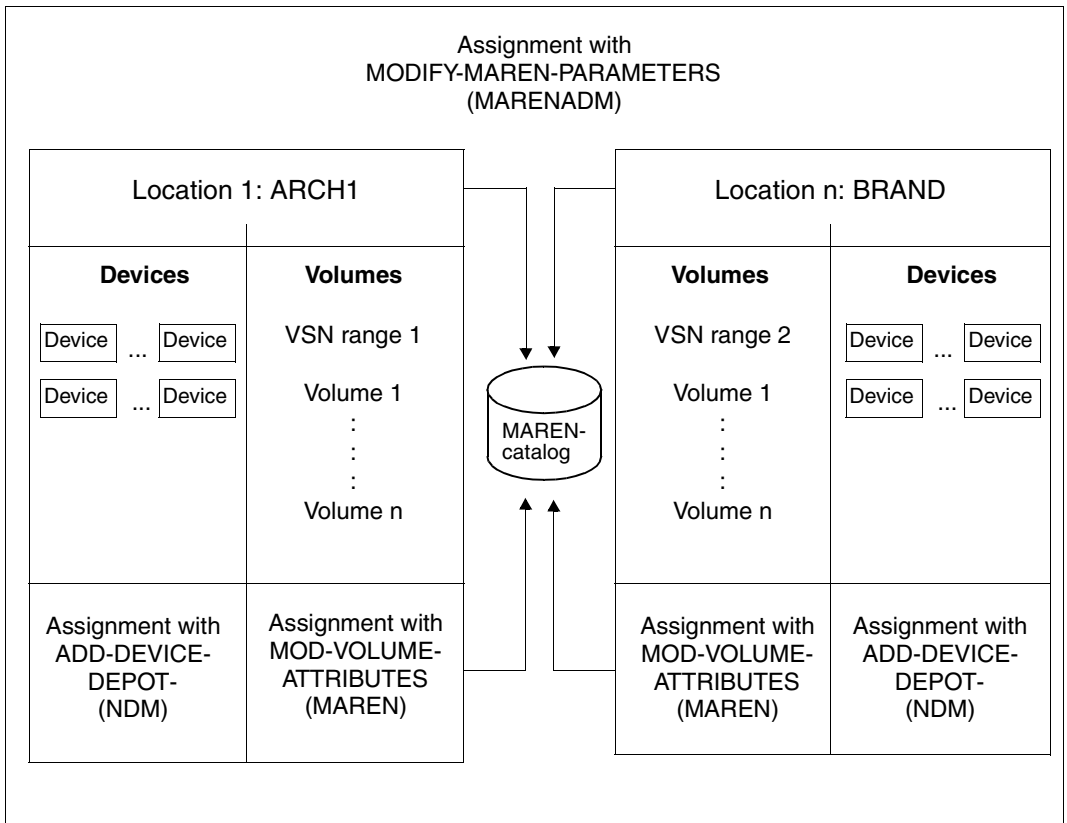 Assignment with
MODIFY-MAREN-PARAMETERS
(MARENADM)
Location 1: ARCH1
Devices
Volumes
Device ... Device
Device ... Device
VSN range 1
Volume 1
:
:
:
Volume n
Assignment with
ADD-DEVICE-
DEPOT-
(NDM)
Assignment with
MOD-VOLUME-
ATTRIBUTES
(MAREN)
MAREN-
catalog
Location n: BRAND
Volumes
Devices
VSN range 2
Volume 1
:
:
:
Volume n
Device ... Device
Device ... Device
Assignment with
MOD-VOLUME-
ATTRIBUTES
(MAREN)
Assignment with
ADD-DEVICE-
DEPOT-
(NDM)